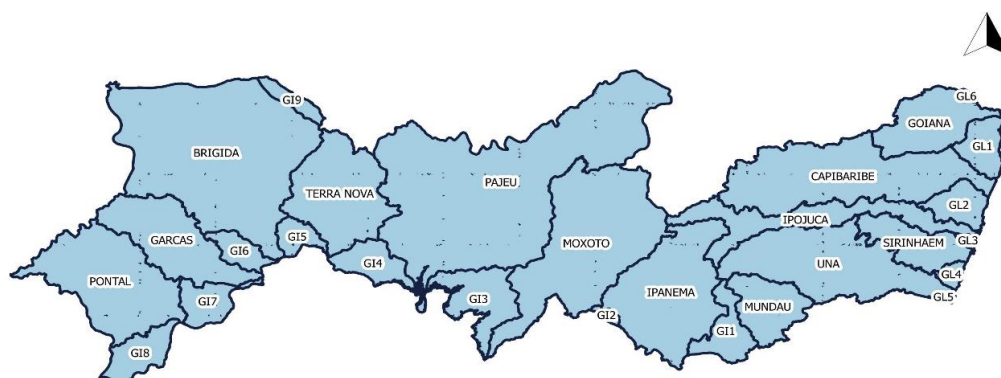 GL6
GI9
GOIANA
GL1
BRIGIDA
CAPIBARIBE
PAJEU
TERRA NOVA
GL2
IPOJUCA
GARCAS
GI5
MOXOTO
SIRINHAEM
GL3
GI6
UNA
GI4
GL4
PONTAL
IPANEMA
GI7
GI3
GL5
MUNDAU
GI2
GI1
GI8